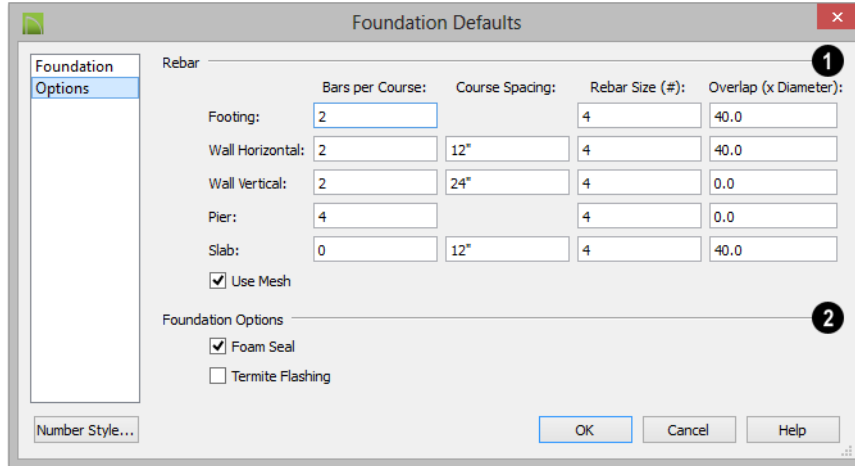 Foundation Defaults
Foundation
Options
Rebar
1
Bars per Course: Course Spacing: Rebar Size (#): Overlap (x Diameter):
Footing: 2 4 40.0
Wall Horizontal: 2 12" 4 40.0
Wall Vertical: 2 24" 4 0.0
Pier: 4 4 0.0
Slab: 0 12" 4 40.0
Use Mesh
Foundation Options
2
Foam Seal
Termite Flashing
Number Style... OK Cancel Help